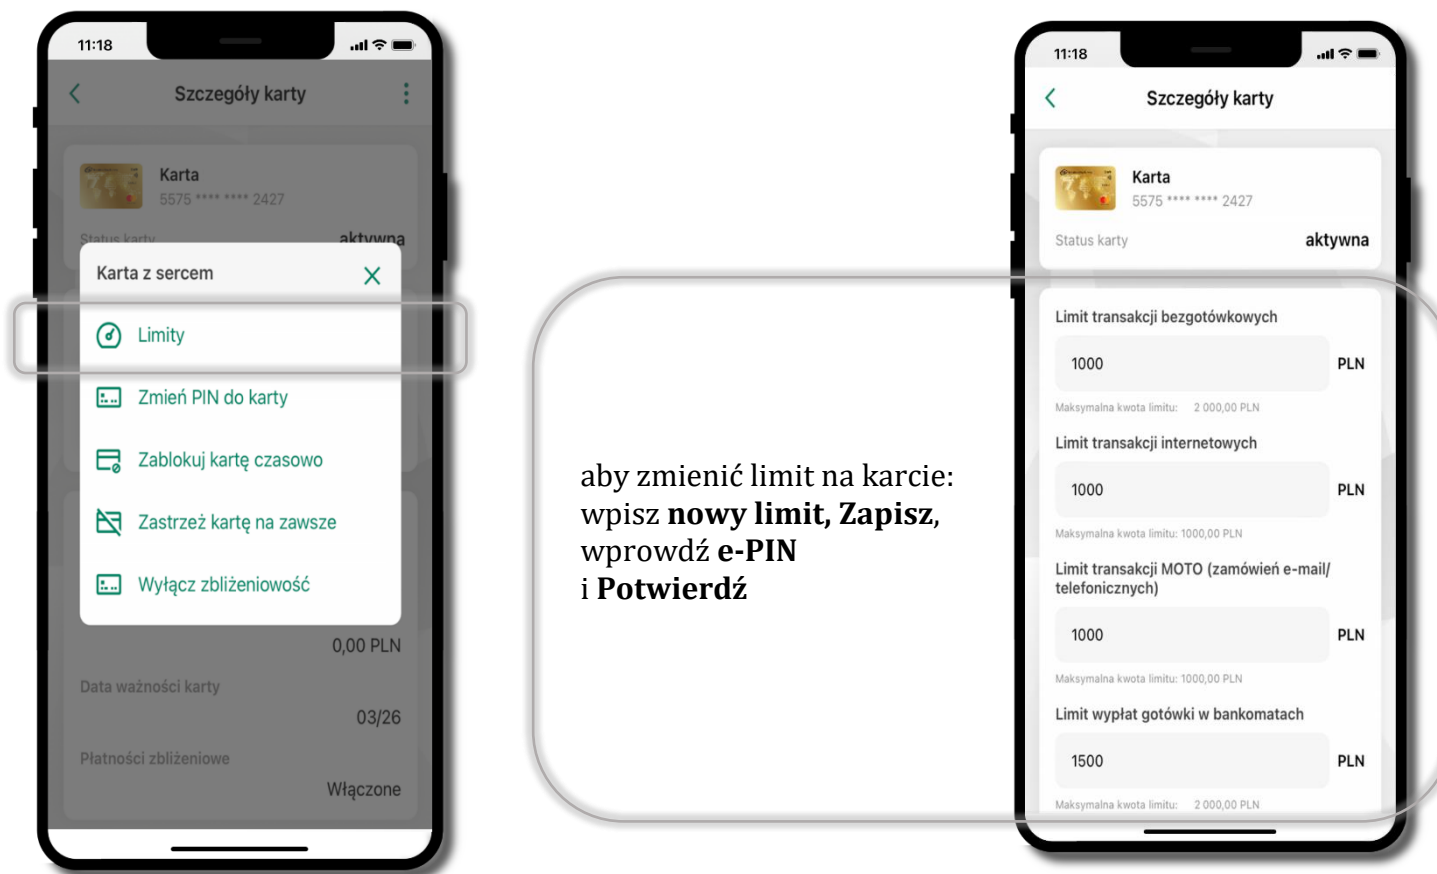 11:18
Szczegóły karty
Karta
5575 **** **** 2427
Status karty
aktywna
Karta z sercem
Limity
Zmień PIN do karty
Zablokuj kartę czasowo
Zastrzeż kartę na zawsze
Wyłącz zbliżeniowość
0,00 PLN
Data ważności karty
03/26
Płatności zbliżeniowe
Włączone
aby zmienić limit na karcie:
wpisz nowy limit, Zapisz,
wprowdź e-PIN
i Potwierdź
11:18
Szczegóły karty
Karta
5575 **** **** 2427
Status karty
aktywna
Limit transakcji bezgotówkowych
1000 PLN
Maksymalna kwota limitu: 2 000,00 PLN
Limit transakcji internetowych
1000 PLN
Maksymalna kwota limitu: 1000,00 PLN
Limit transakcji MOTO (zamówień e-mail/
telefonicznych)
1000 PLN
Maksymalna kwota limitu: 1000,00 PLN
Limit wypłat gotówki w bankomatach
1500 PLN
Maksymalna kwota limitu: 2 000,00 PLN